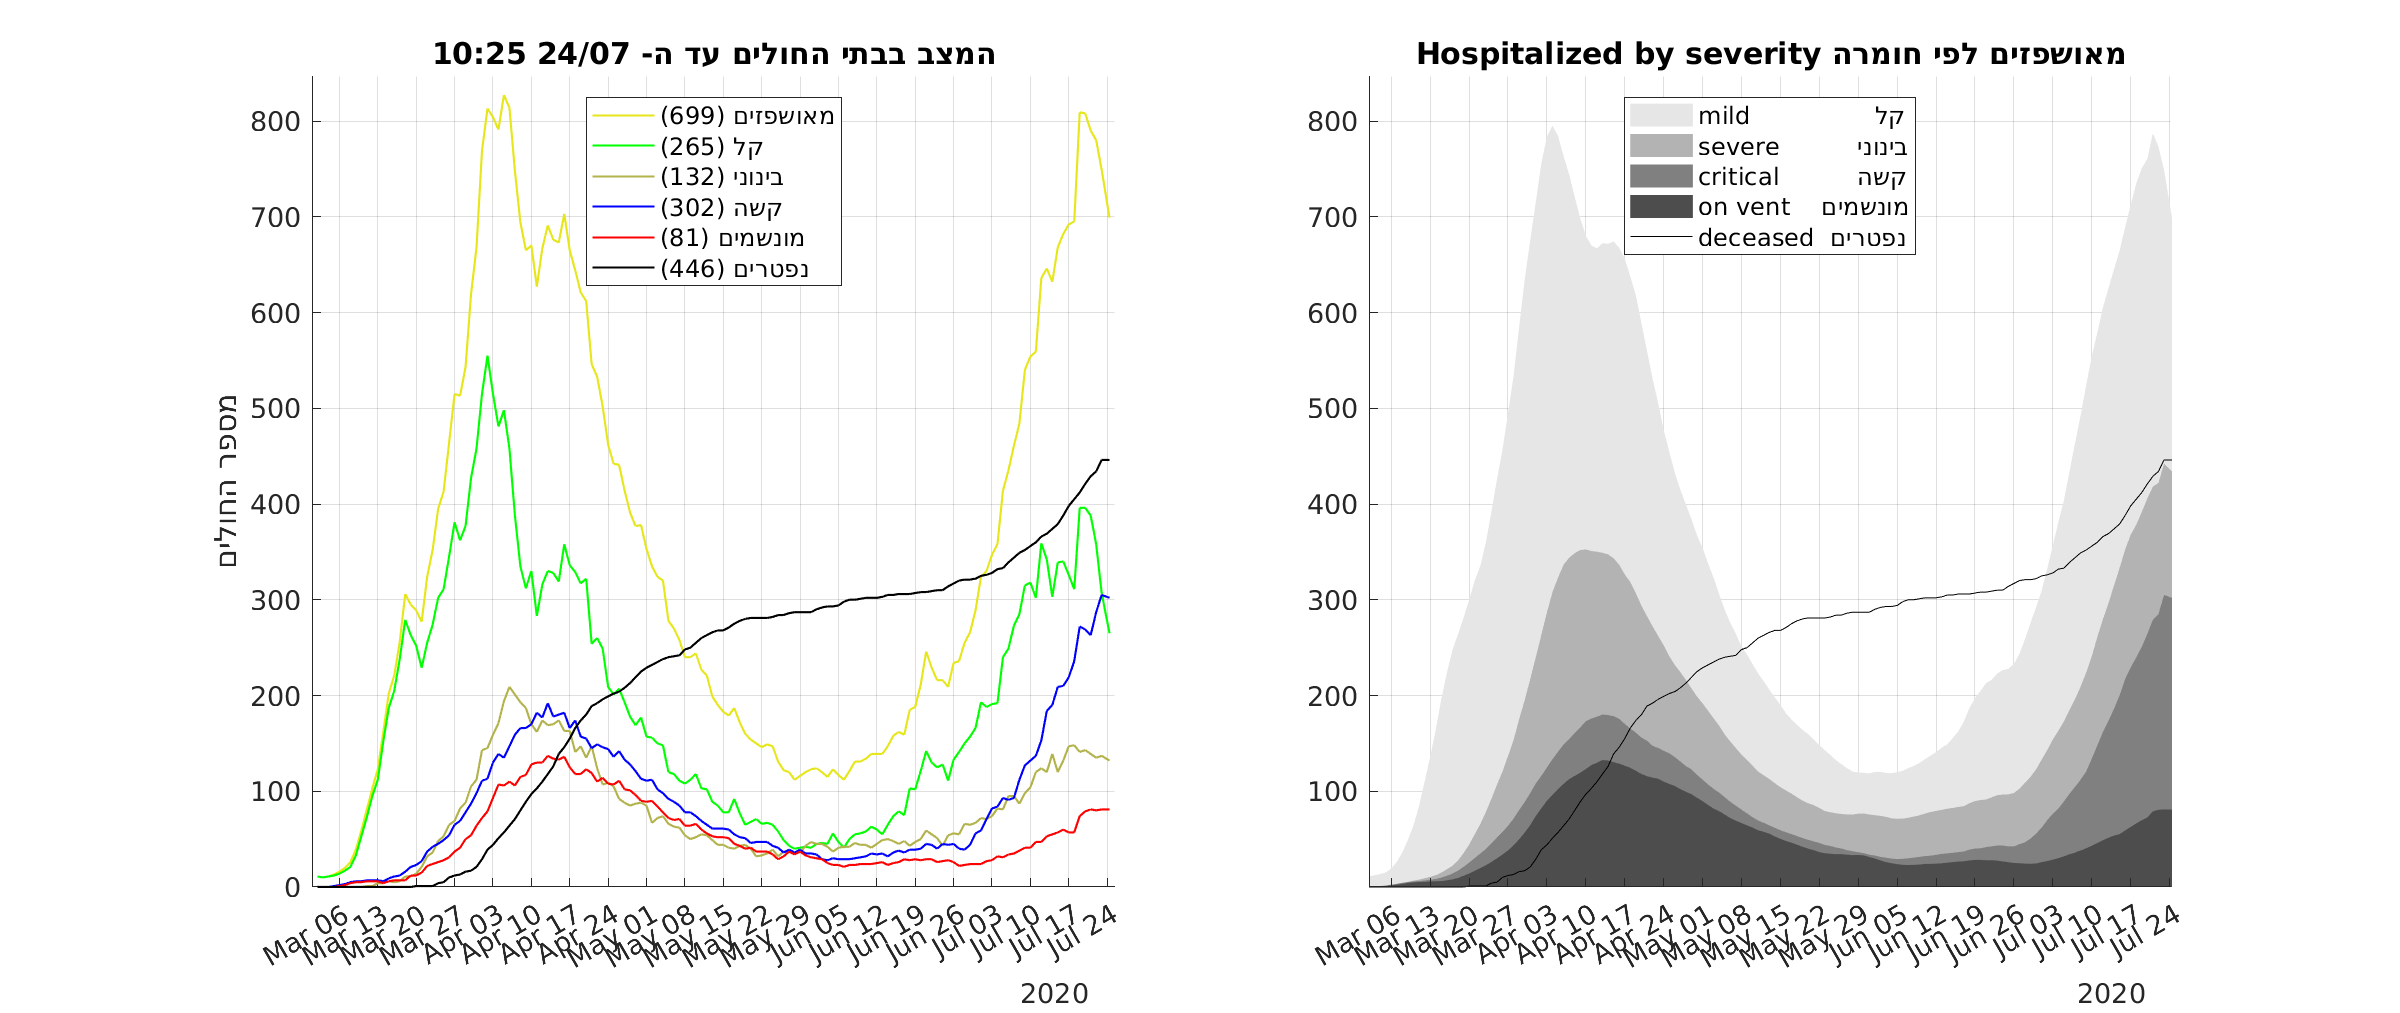 המצב בבתי החולים עד ה- 24/07 10:25
מספר החולים
800
700
600
500
400
300
200
100
0
מאושפזים (699)
קל (265)
בינוני (132)
קשה (302)
מונשמים (81)
נפטרים (446)
Mar 06
Mar 13
Mar 20
Mar 27
Apr 03
Apr 10
Apr 17
Apr 24
May 01
May 08
May 15
May 22
May 29
Jun 05
Jun 12
Jun 19
Jun 26
Jul 03
Jul 10
Jul 17
Jul 24
2020
Hospitalized by severity מאושפזים לפי חומרה
800
700
600
500
400
300
200
100
mild קל
severe בינוני
critical קשה
on vent מונשמים
deceased נפטרים
Mar 06
Mar 13
Mar 20
Mar 27
Apr 03
Apr 10
Apr 17
Apr 24
May 01
May 08
May 15
May 22
May 29
Jun 05
Jun 12
Jun 19
Jun 26
Jul 03
Jul 10
Jul 17
Jul 24
2020